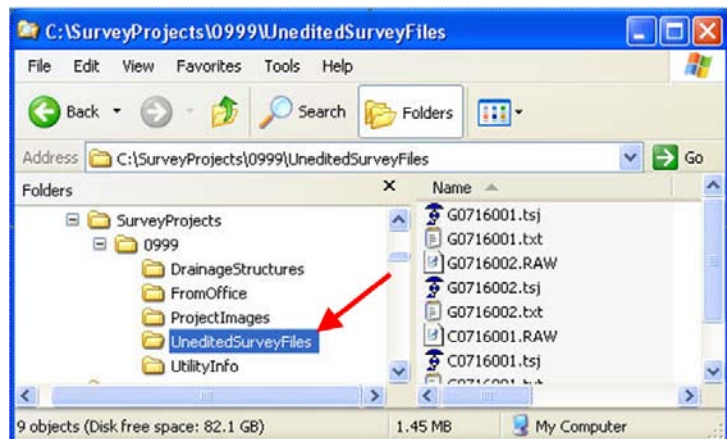 C:\SurveyProjects\0999\UneditedSurveyFiles
File Edit View Favorites Tools Help
Back Search Folders
Address C:\SurveyProjects\0999\UneditedSurveyFiles Go
Folders x Name
SurveyProjects
0999
DrainageStructures
FromOffice
ProjectImages
UneditedSurveyFiles
UtilityInfo
G0716001.tsj
G0716001.txt
G0716002.RAW
G0716002.tsj
G0716002.txt
C0716001.RAW
C0716001.tsj
C0716001.txt
9 objects (Disk free space: 82.1 GB) 1.45 MB My Computer